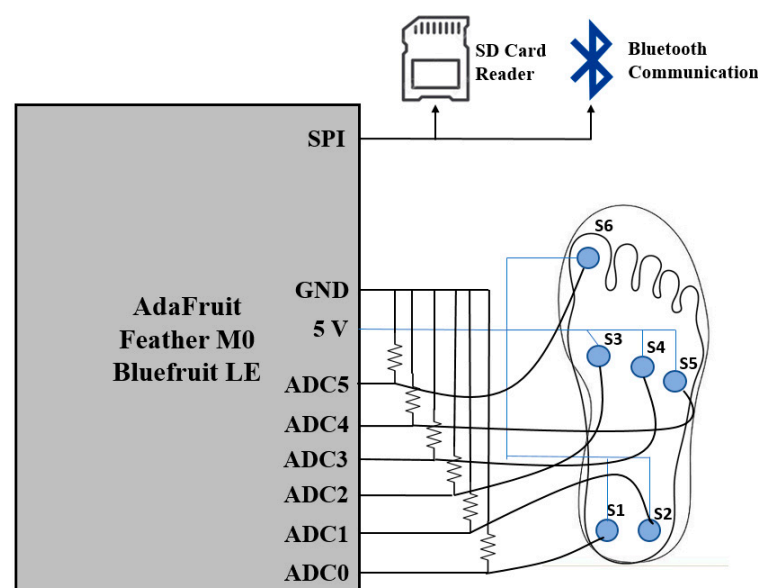 SD Card
Reader
Bluetooth
Communication
SPI
S6
GND
AdaFruit
Feather M0
Bluefruit LE
5 V
S3
S4
S5
ADC5
ADC4
ADC3
ADC2
S1
S2
ADC1
ADC0